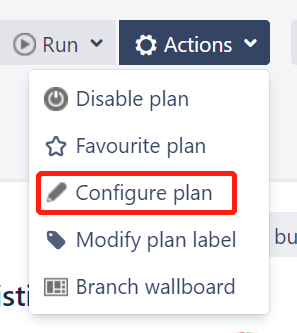 Run Actions
Disable plan
Favourite plan
Configure plan
Modify plan label
bu
isti
Branch wallboard